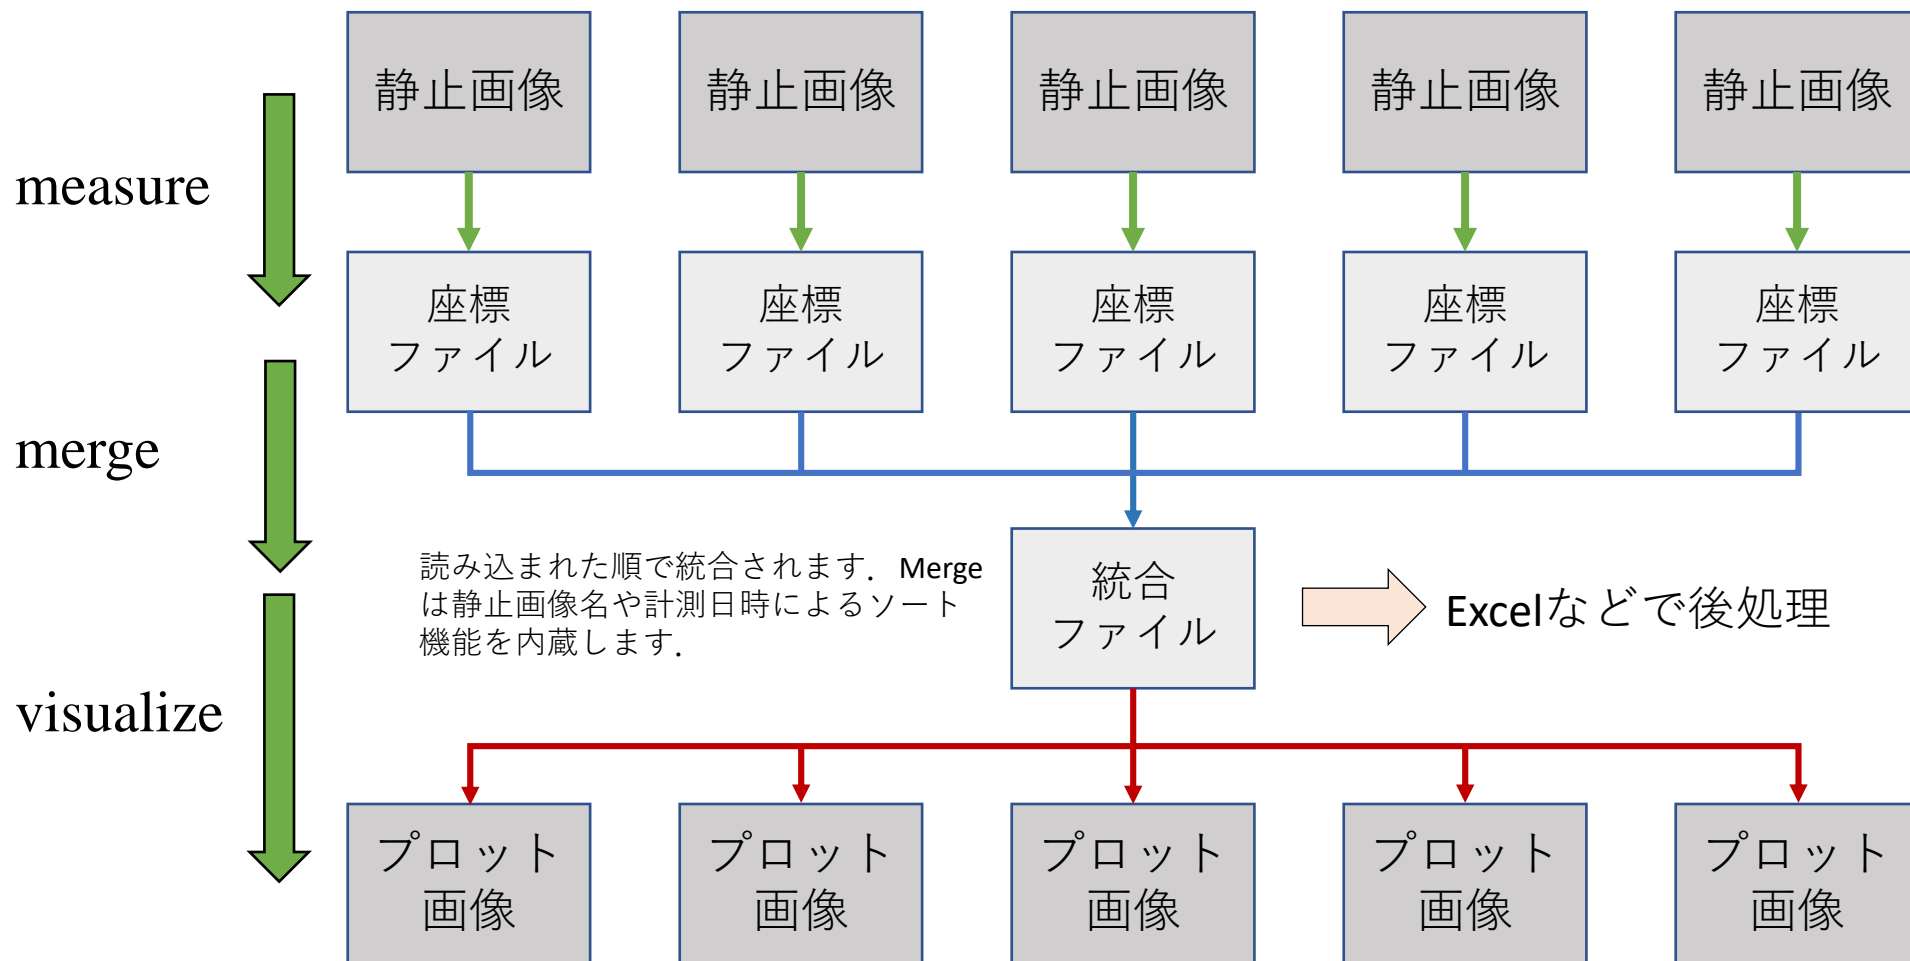 静止画像
静止画像
静止画像
静止画像
静止画像
measure
座標
ファイル
座標
ファイル
座標
ファイル
座標
ファイル
座標
ファイル
merge
読み込まれた順で統合されます．Merge
は静止画像名や計測日時によるソート
機能を内蔵します．
統合
ファイル
Excelなどで後処理
visualize
プロット
画像
プロット
画像
プロット
画像
プロット
画像
プロット
画像